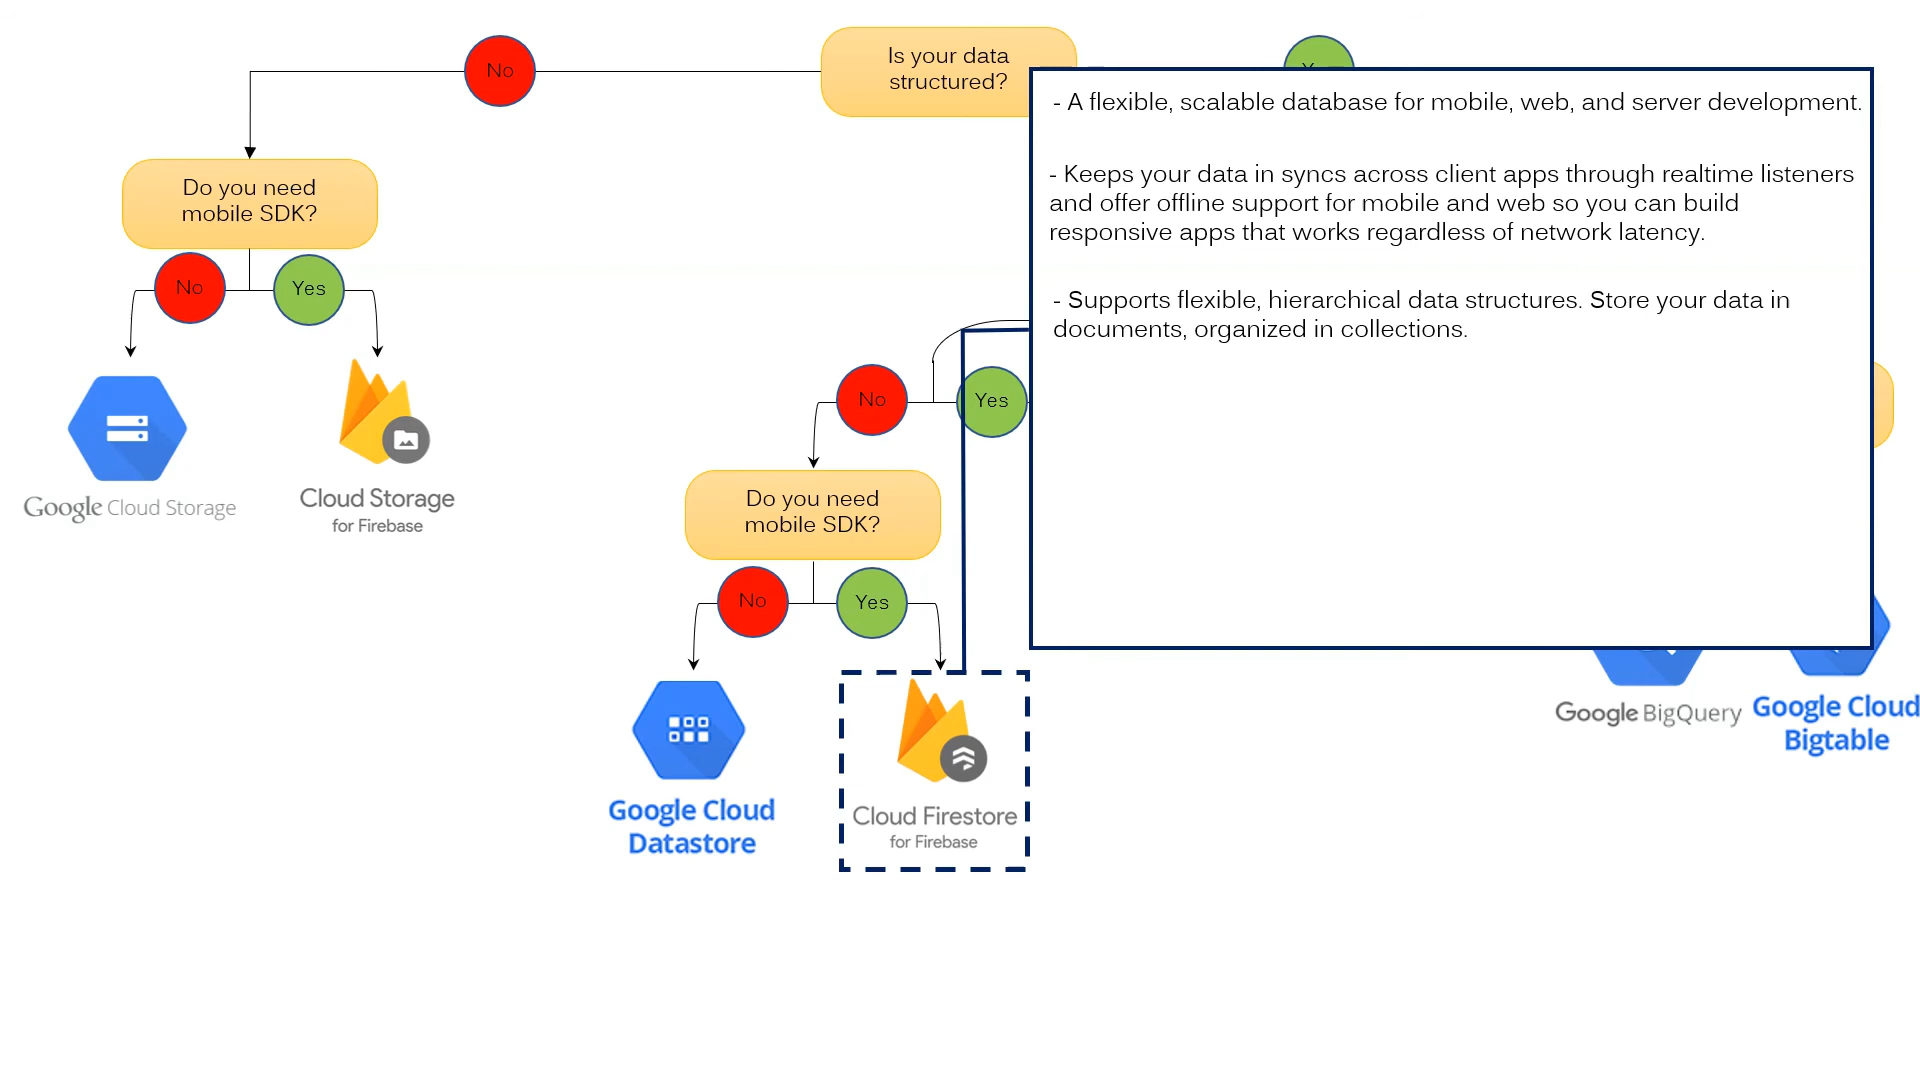 Is your data
structured?
No
- A flexible, scalable database for mobile, web, and server development.
- Keeps your data in syncs across client apps through realtime listeners
and offer offline support for mobile and web so you can build
responsive apps that works regardless of network latency.
- Supports flexible, hierarchical data structures. Store your data in
documents, organized in collections.
Do you need
mobile SDK?
No
Yes
Google Cloud Storage
Cloud Storage
for Firebase
No
Yes
Do you need
mobile SDK?
No
Yes
Google Cloud
Datastore
Cloud Firestore
for Firebase
Google BigQuery
Google Cloud
Bigtable